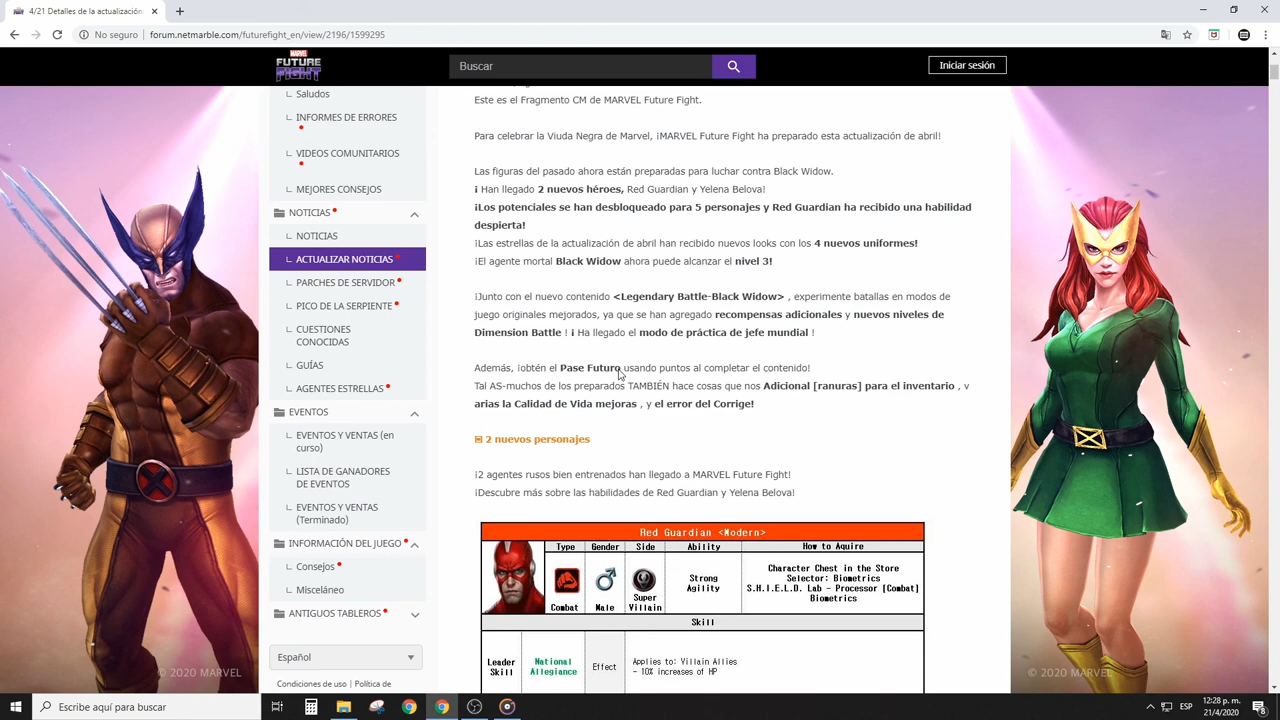 4/21 Detalles de la actualización
No seguro
forum.netmarble.com/futurefight_en/view/2196/1599295
MARVEL
FUTURE
FIGHT
Buscar
Iniciar sesión
Saludos
INFORMES DE ERRORES
VIDEOS COMUNITARIOS
MEJORES CONSEJOS
NOTICIAS
NOTICIAS
ACTUALIZAR NOTICIAS
PARCHES DE SERVIDOR
PICO DE LA SERPIENTE
CUESTIONES
CONOCIDAS
GUÍAS
AGENTES ESTRELLAS
EVENTOS
EVENTOS Y VENTAS (en
curso)
LISTA DE GANADORES
DE EVENTOS
EVENTOS Y VENTAS
(Terminado)
INFORMACIÓN DEL JUEGO
Consejos
Misceláneo
ANTIGUOS TABLEROS
Español
Condiciones de uso | Política de
Este es el Fragmento CM de MARVEL Future Fight.
Para celebrar la Viuda Negra de Marvel, ¡MARVEL Future Fight ha preparado esta actualización de abril!
Las figuras del pasado ahora están preparadas para luchar contra Black Widow.
¡ Han llegado 2 nuevos héroes, Red Guardian y Yelena Belova!
¡Los potenciales se han desbloqueado para 5 personajes y Red Guardian ha recibido una habilidad
despierta!
¡Las estrellas de la actualización de abril han recibido nuevos looks con los 4 nuevos uniformes!
¡El agente mortal Black Widow ahora puede alcanzar el nivel 3!
¡Junto con el nuevo contenido <Legendary Battle-Black Widow> , experimente batallas en modos de
juego originales mejorados, ya que se han agregado recompensas adicionales y nuevos niveles de
Dimension Battle ! ¡ Ha llegado el modo de práctica de jefe mundial !
Además, ¡obtén el Pase Futuro usando puntos al completar el contenido!
Tal AS-muchos de los preparados TAMBIÉN hace cosas que nos Adicional [ranuras] para el inventario , v
arias la Calidad de Vida mejoras , y el error del Corrige!
2 nuevos personajes
¡2 agentes rusos bien entrenados han llegado a MARVEL Future Fight!
¡Descubre más sobre las habilidades de Red Guardian y Yelena Belova!
Red Guardian <Modern>
Type Gender Side Ability How to Aquire
Combat Male Super
Villain
Strong
Agility
Character Chest in the Store
Selector: Biometrics
S.H.I.E.L.D. Lab - Processor [Combat]
Biometrics
Skill
Leader
Skill
National
Allegiance
Effect
Applies to: Villain Allies
- 10% increases of HP
© 2020 MARVEL
© 2020 MARVEL
Escribe aquí para buscar
ESP
12:28 p. m.
21/4/2020
8